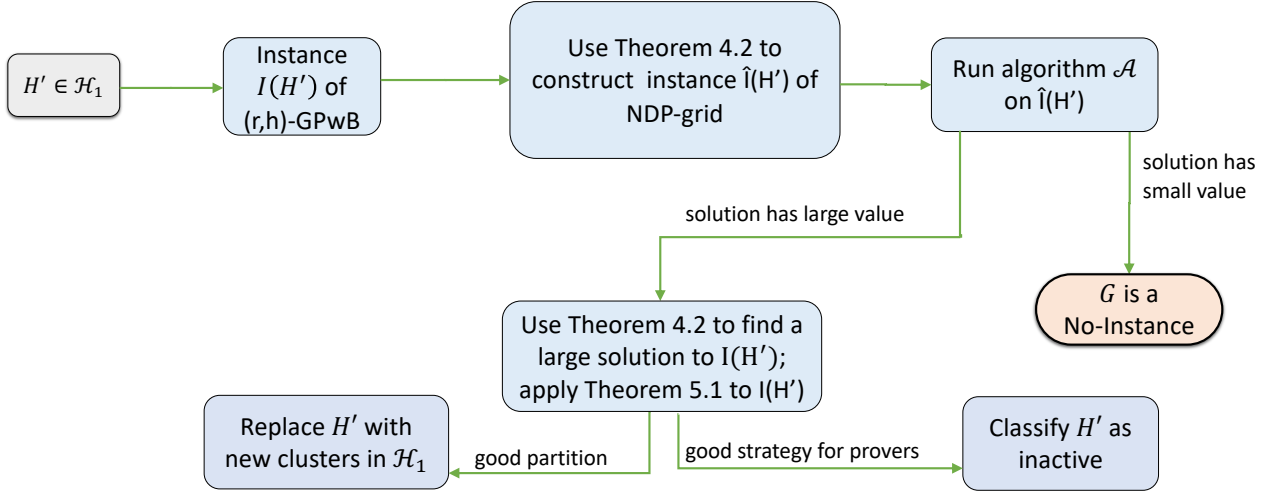 H′ ∈ ℋ₁
Instance
I(H′) of
(r,h)-GPwB
Use Theorem 4.2 to
construct instance Î(H’) of
NDP-grid
Run algorithm 𝒜
on Î(H’)
solution has
small value
solution has large value
G is a
No-Instance
Use Theorem 4.2 to find a
large solution to I(H′);
apply Theorem 5.1 to I(H’)
Replace H′ with
new clusters in ℋ₁
good partition
good strategy for provers
Classify H′ as
inactive